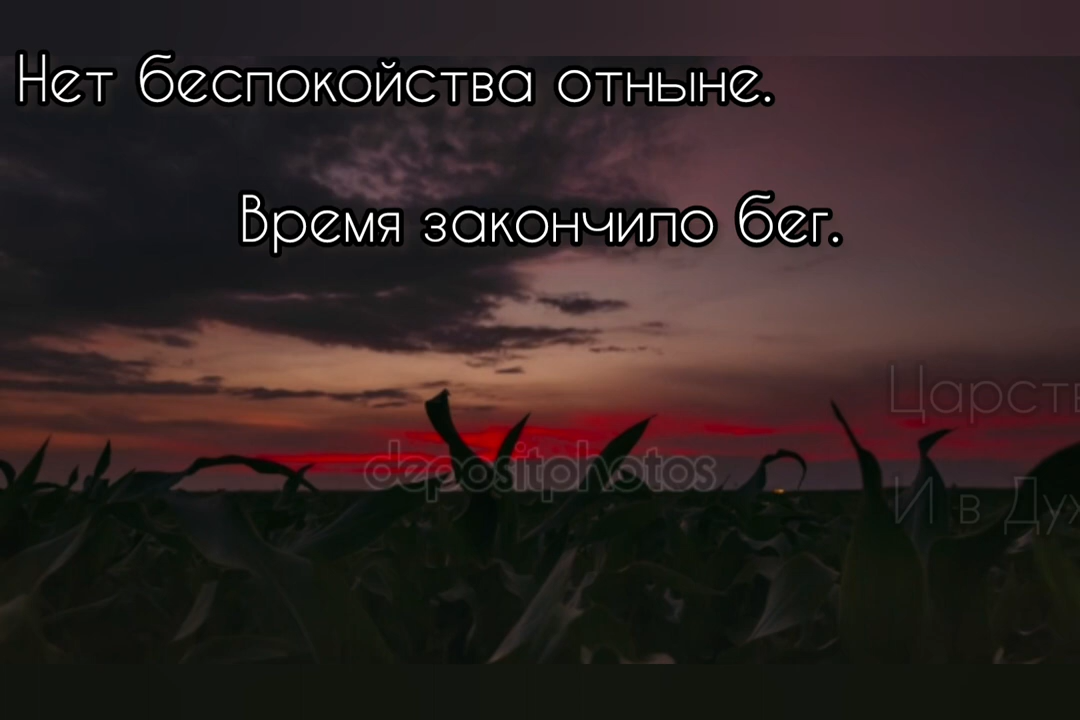 Нет беспокойства отныне.
Время закончило бег.
depositphotos
И в